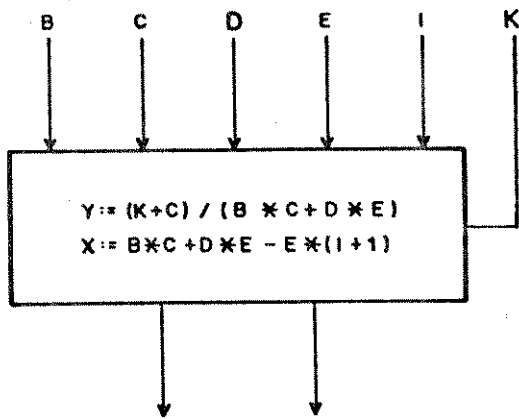 B C D E I K
Y:= (K+C) / (B *C+D *E)
X:= B*C+D*E - E*(I+1)